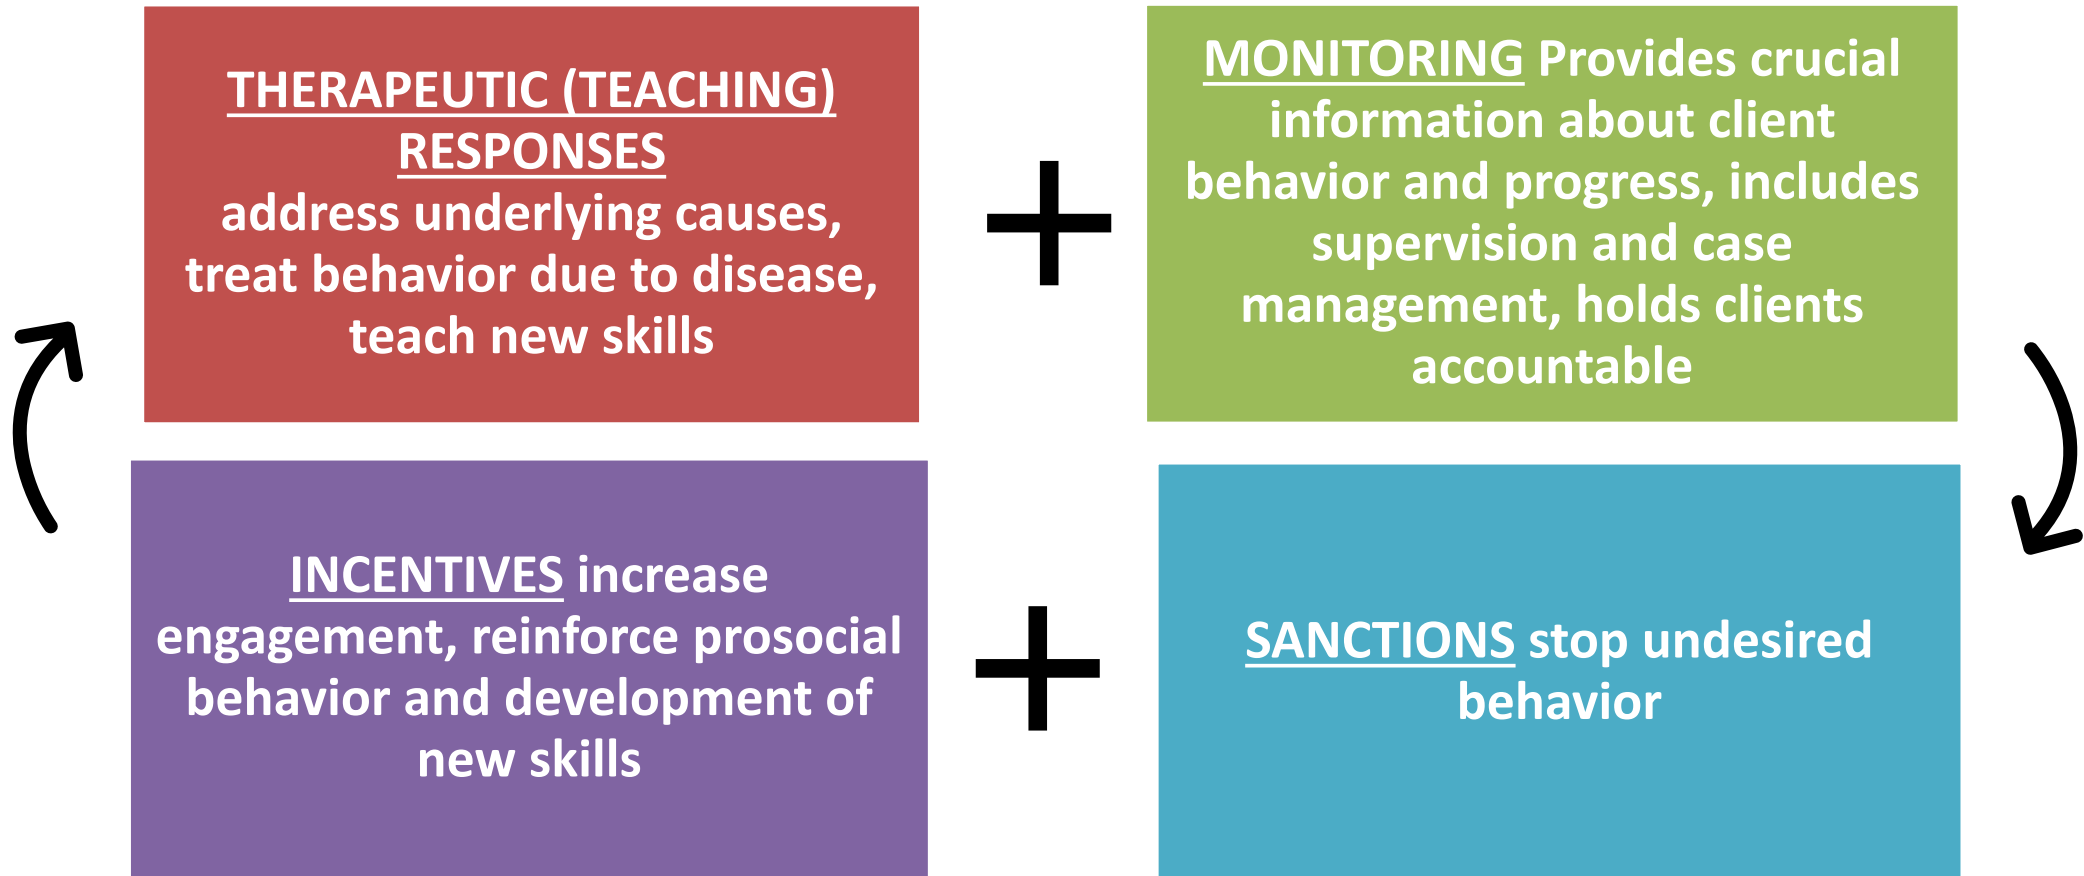 THERAPEUTIC (TEACHING)
RESPONSES
address underlying causes,
treat behavior due to disease,
teach new skills
MONITORING Provides crucial
information about client
behavior and progress, includes
supervision and case
management, holds clients
accountable
INCENTIVES increase
engagement, reinforce prosocial
behavior and development of
new skills
SANCTIONS stop undesired
behavior